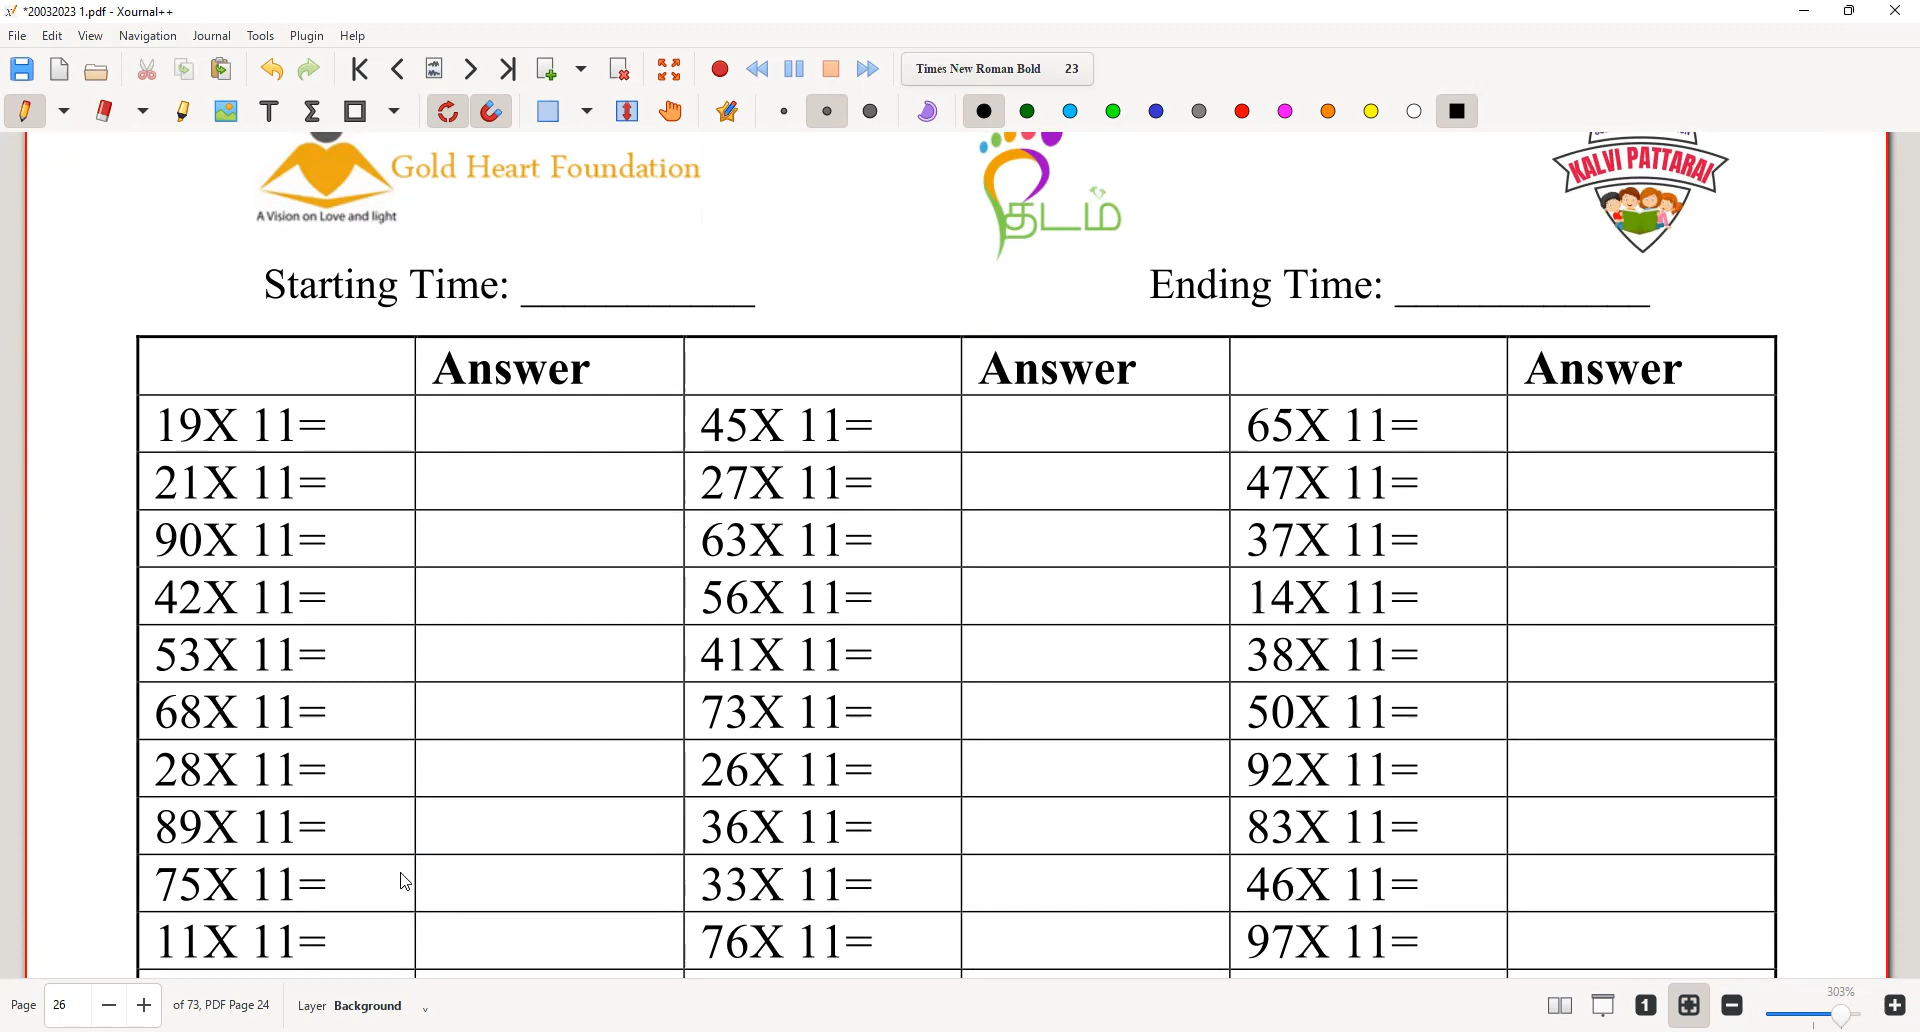 *20032023 1.pdf - Xournal++
File Edit View Navigation Journal Tools Plugin Help
Times New Roman Bold 23
Gold Heart Foundation
A Vision on Love and light
தடம்
KALVI PATTARAI
Starting Time: ___________ Ending Time: ____________
Answer Answer Answer
19X 11= 45X 11= 65X 11=
21X 11= 27X 11= 47X 11=
90X 11= 63X 11= 37X 11=
42X 11= 56X 11= 14X 11=
53X 11= 41X 11= 38X 11=
68X 11= 73X 11= 50X 11=
28X 11= 26X 11= 92X 11=
89X 11= 36X 11= 83X 11=
75X 11= 33X 11= 46X 11=
11X 11= 76X 11= 97X 11=
Page 26 of 73, PDF Page 24 Layer Background 1 303%